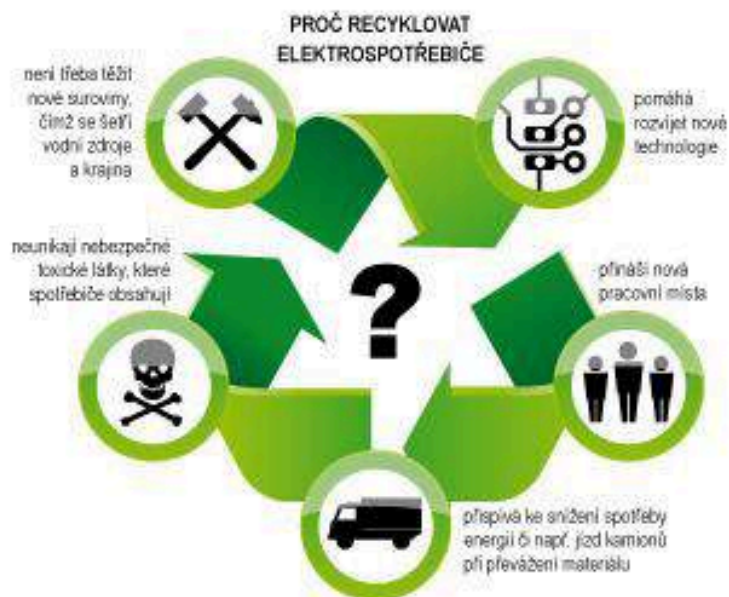 PROČ RECYKLOVAT
ELEKTROSPOTŘEBIČE
není třeba těžit
nové suroviny,
čímž se šetří
vodní zdroje
a krajina
pomáhá
rozvíjet nové
technologie
neunikají nebezpečné
toxické látky, které
spotřebiče obsahují
?
přináší nová
pracovní místa
přispívá ke snížení spotřeby
energií či např. jízd kamionů
při převážení materiálu